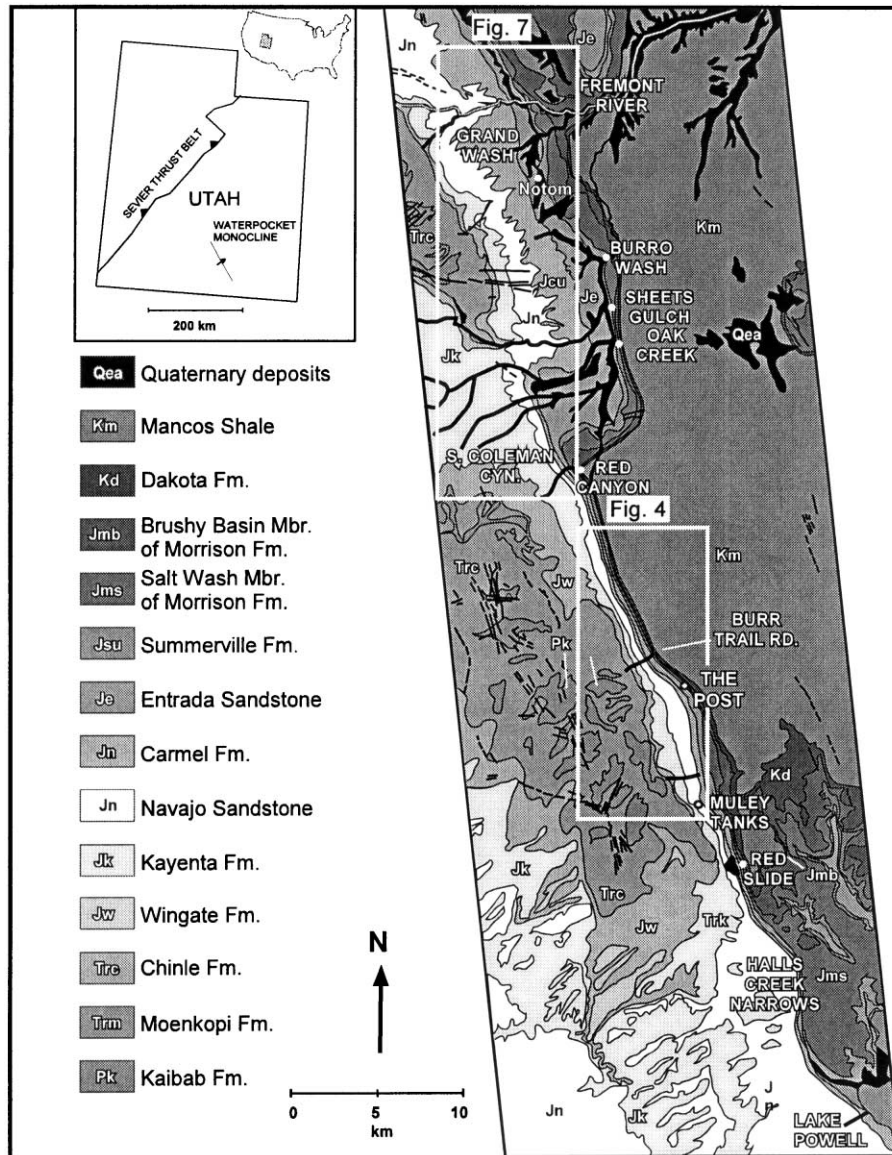 SEVIER THRUST BELT
UTAH
WATERPOCKET
MONOCLINE
200 km
Qea Quaternary deposits
Km Mancos Shale
Kd Dakota Fm.
Jmb Brushy Basin Mbr.
of Morrison Fm.
Jms Salt Wash Mbr.
of Morrison Fm.
Jsu Summerville Fm.
Je Entrada Sandstone
Jn Carmel Fm.
Jn Navajo Sandstone
Jk Kayenta Fm.
Jw Wingate Fm.
Trc Chinle Fm.
Trm Moenkopi Fm.
Pk Kaibab Fm.
N
0 5 10
km
Fig. 7
Jn
Je
FREMONT
RIVER
GRAND
WASH
Notom
Trc
Km
BURRO
WASH
Jcu
Je
SHEETS
GULCH
Jn
OAK
CREEK
Qea
Jk
S. COLEMAN
CYN.
RED
CANYON
Fig. 4
Trc
Jw
Km
BURR
TRAIL RD.
Pk
THE
POST
Kd
MULEY
TANKS
Jk
RED
SLIDE
Jmb
Trc
Jw
Trk
HALLS
CREEK
NARROWS
Jms
Jn
Jk
J
n
LAKE
POWELL